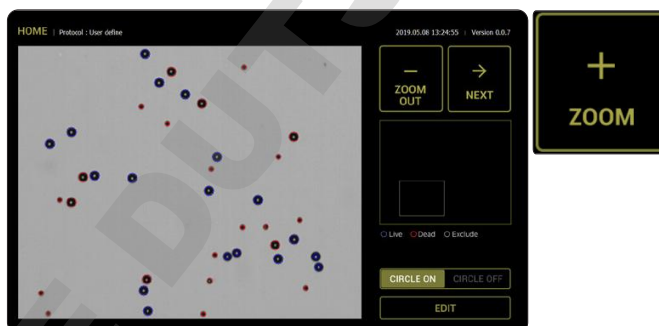 HOME | Protocol : User define
2019.05.08 13:24:55 | Version 0.0.7
ZOOM
OUT
NEXT
ZOOM
Live Dead Exclude
CIRCLE ON CIRCLE OFF
EDIT